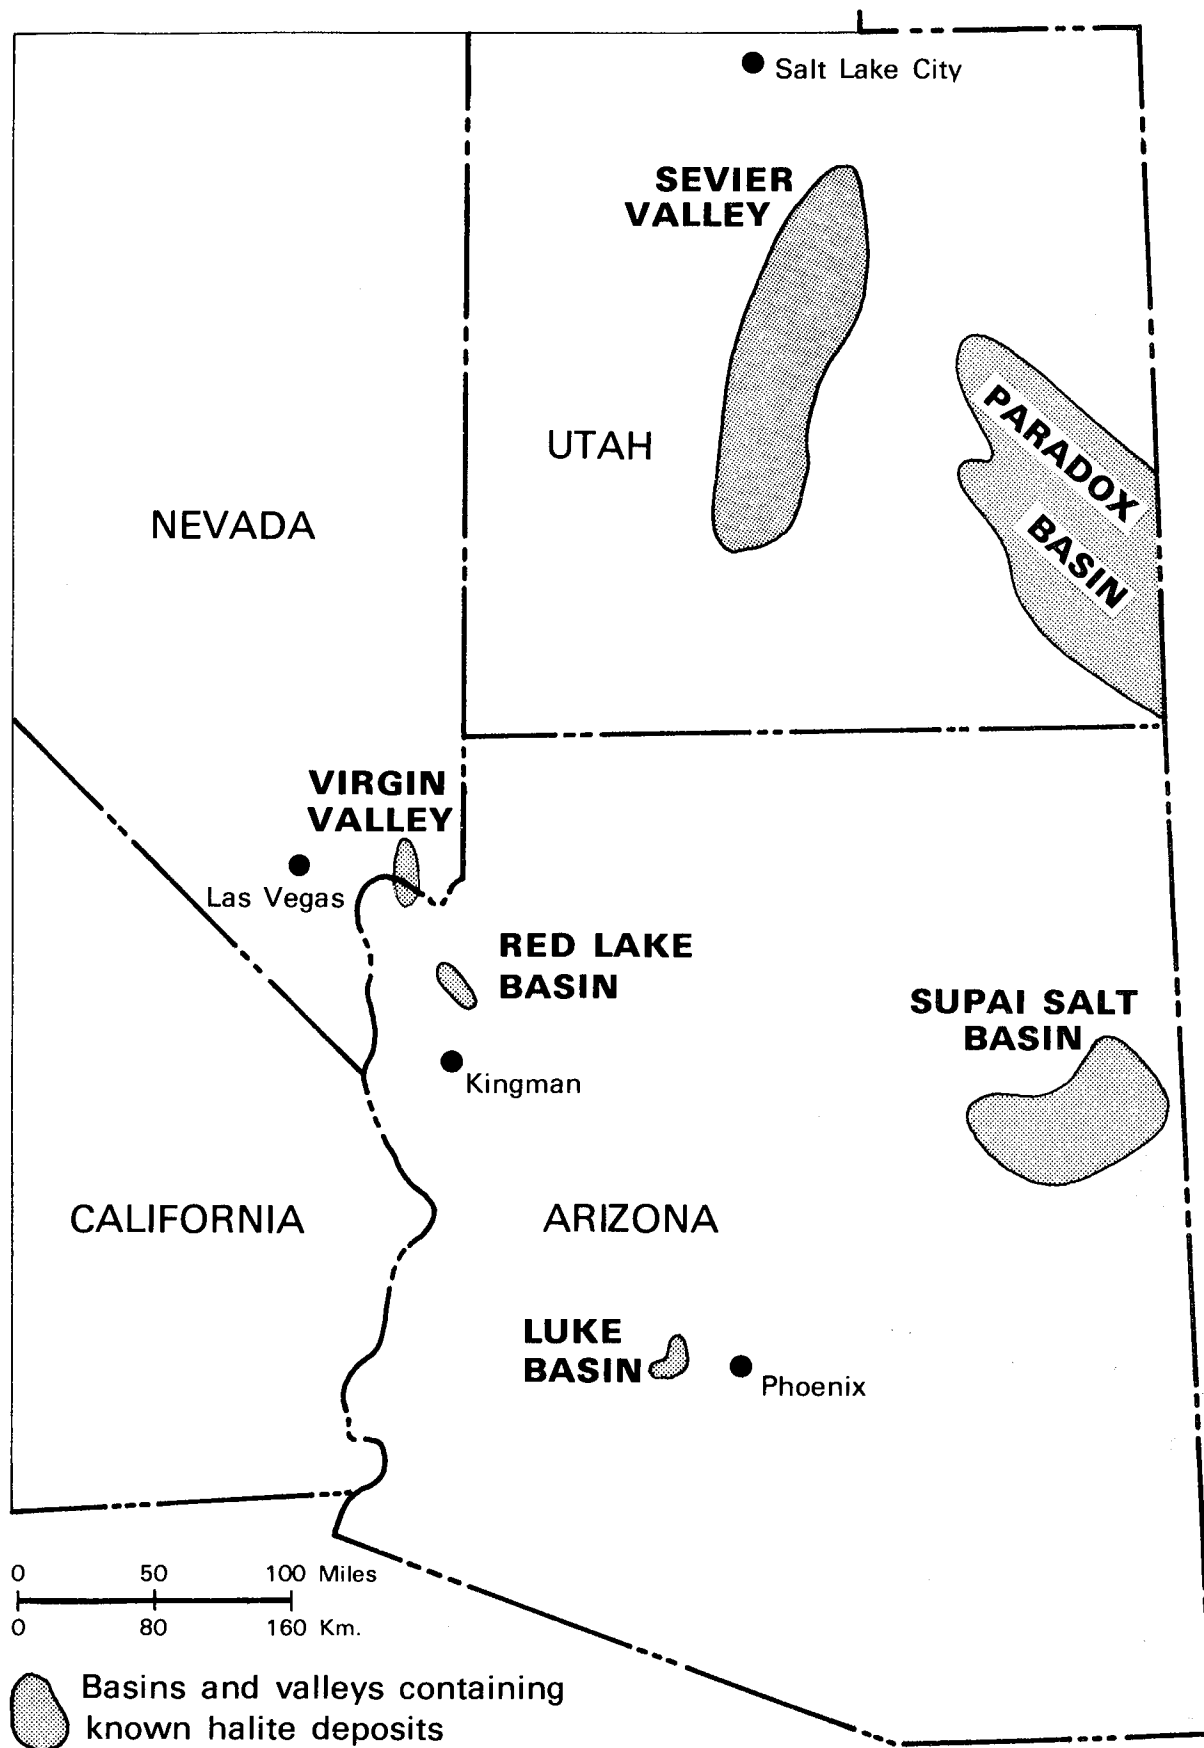 Salt Lake City
SEVIER
VALLEY
PARADOX
BASIN
UTAH
NEVADA
VIRGIN
VALLEY
Las Vegas
RED LAKE
BASIN
SUPAI SALT
BASIN
Kingman
CALIFORNIA
ARIZONA
LUKE
BASIN
Phoenix
0 50 100 Miles
0 80 160 Km.
Basins and valleys containing
known halite deposits